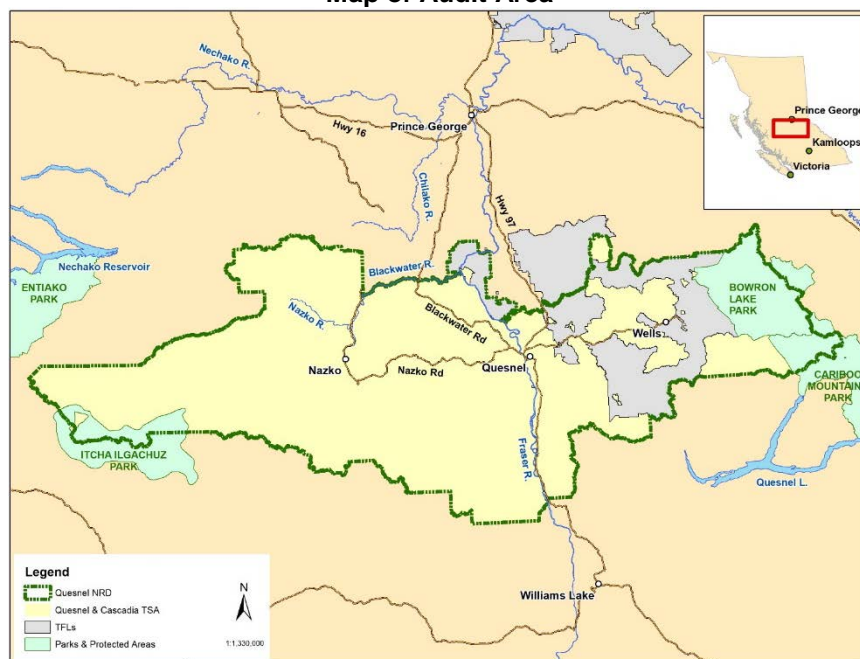 Map of Audit Area
Nechako R.
Hwy 16
Prince George
Chilako R.
Hwy 97
Prince George
Kamloops
Victoria
Nechako Reservoir
ENTIAKO
PARK
Blackwater R.
BOWRON
LAKE
PARK
Nazko R.
Blackwater Rd
Wells
Nazko
Nazko Rd
Quesnel
CARIBOO
MOUNTAIN
PARK
ITCHA ILGACHUZ
PARK
Fraser R.
Quesnel L.
Williams Lake
Legend
Quesnel NRD
Quesnel & Cascadia TSA
TFLs
Parks & Protected Areas
N
1:1,330,000